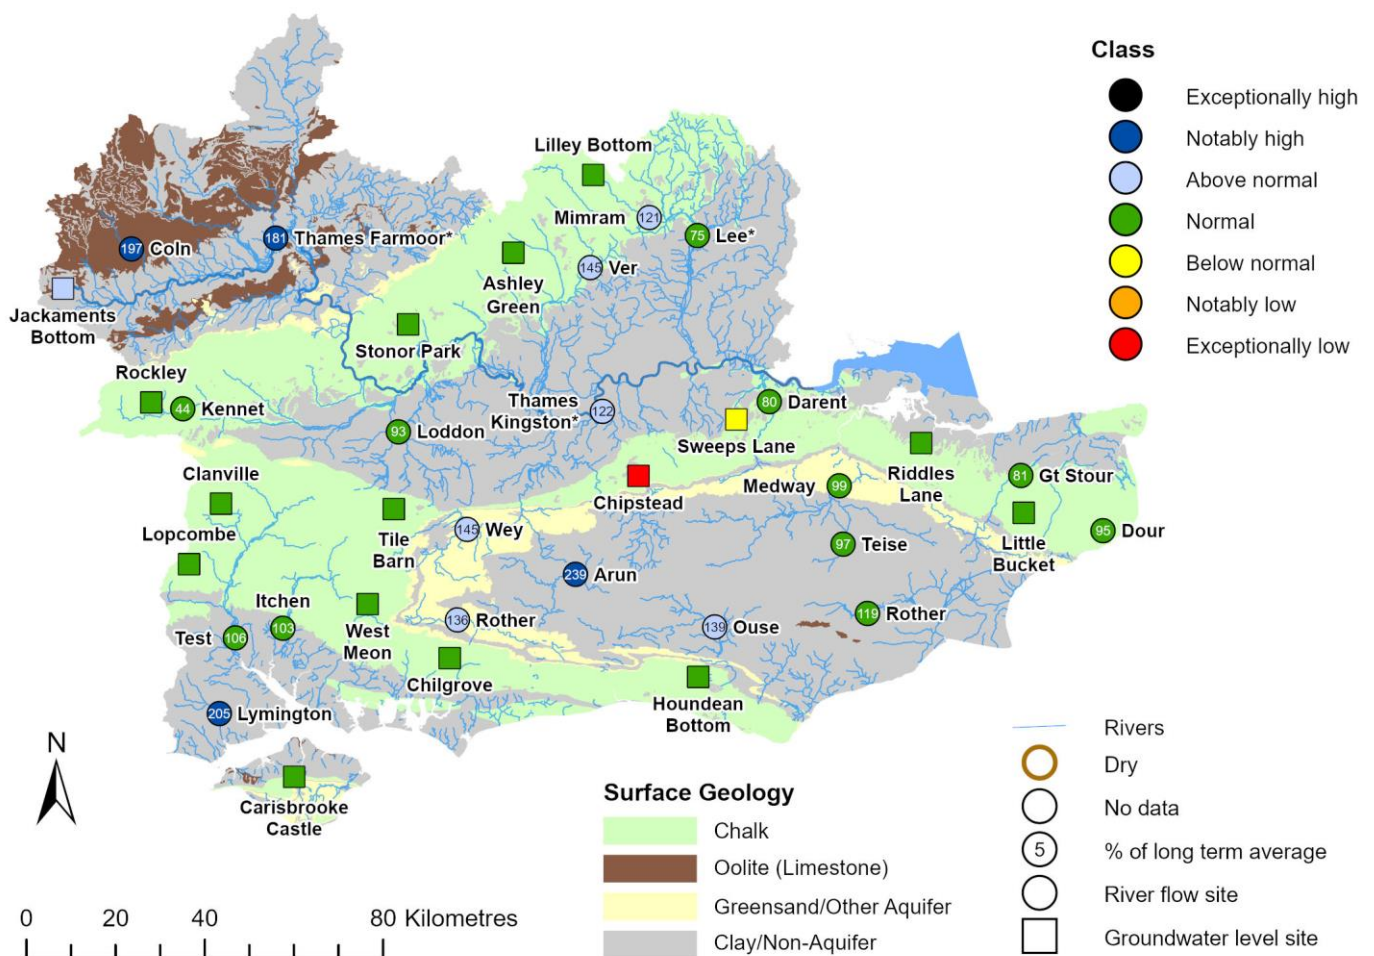 Class
Exceptionally high
Notably high
Above normal
Normal
Below normal
Notably low
Exceptionally low
Lilley Bottom
Mimram
121
75
Lee*
197
Coln
181
Thames Farmoor*
145
Ver
Ashley
Green
Jackaments
Bottom
Stonor Park
Rockley
44
Kennet
93
Loddon
Thames
Kingston*
122
80
Darent
Sweeps Lane
Clanville
Chipstead
Medway
99
Riddles
Lane
81
Gt Stour
Lopcombe
Tile
Barn
145
Wey
97
Teise
Little
Bucket
95
Dour
239
Arun
Itchen
103
Test
106
West
Meon
136
Rother
139
Ouse
119
Rother
Chilgrove
Houndean
Bottom
205
Lymington
Carisbrooke
Castle
N
0 20 40 80 Kilometres
Surface Geology
Chalk
Oolite (Limestone)
Greensand/Other Aquifer
Clay/Non-Aquifer
Rivers
Dry
No data
5
% of long term average
River flow site
Groundwater level site